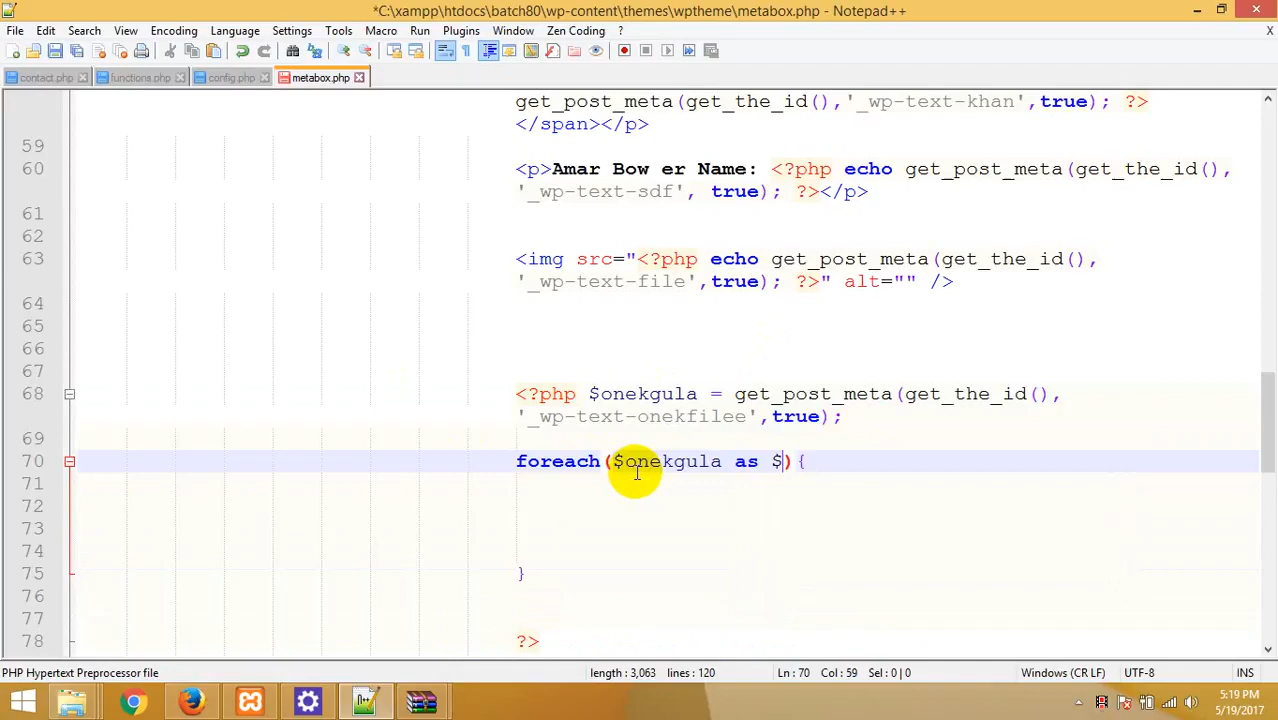 *C:\xampp\htdocs\batch80\wp-content\themes\wptheme\metabox.php - Notepad++
File Edit Search View Encoding Language Settings Tools Macro Run Plugins Window Zen Coding ? X
contact.php functions.php config.php metabox.php
get_post_meta(get_the_id(),'_wp-text-khan',true); ?>
</span></p>
59
60 <p>Amar Bow er Name: <?php echo get_post_meta(get_the_id(),
'_wp-text-sdf', true); ?></p>
61
62
63 <img src="<?php echo get_post_meta(get_the_id(),
'_wp-text-file',true); ?>" alt="" />
64
65
66
67
68 <?php $onekgula = get_post_meta(get_the_id(),
'_wp-text-onekfilee',true);
69
70 foreach($onekgula as $){
71
72
73
74
75 }
76
77
78 ?>
PHP Hypertext Preprocessor file length : 3,063 lines : 120 Ln : 70 Col : 59 Sel : 0 | 0 Windows (CR LF) UTF-8 INS
5:19 PM
5/19/2017